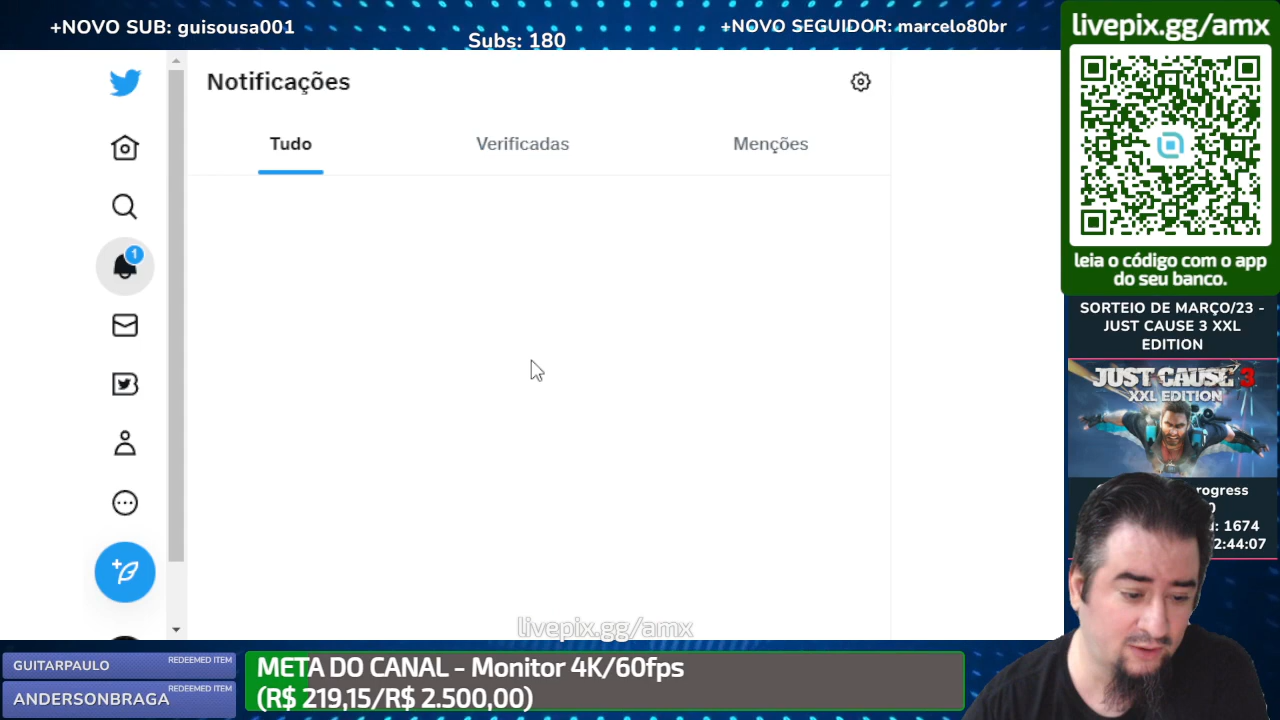 +NOVO SUB: guisousa001
Subs: 180
+NOVO SEGUIDOR: marcelo80br
livepix.gg/amx
leia o código com o app
do seu banco.
Notificações
Tudo
Verificadas
Menções
1
SORTEIO DE MARÇO/23 -
JUST CAUSE 3 XXL
EDITION
JUST CAUSE 3
XXL EDITION
: 1674
2:44:07
livepix.gg/amx
GUITARPAULO
REDEEMED ITEM
ANDERSONBRAGA
REDEEMED ITEM
META DO CANAL - Monitor 4K/60fps
(R$ 219,15/R$ 2.500,00)